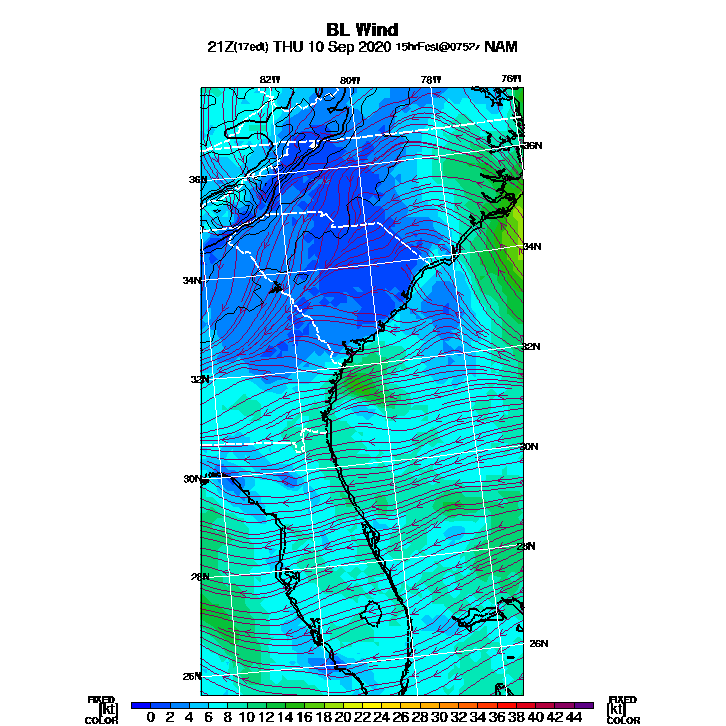 BL Wind
21Z(17edt) THU 10 Sep 2020 15hrFcst@0752z NAM
82W 80W 78W 76W
36N
36N
34N
34N
32N
32N
30N
30N
28N
28N
26N
26N
FIXED FIXED
[kt] 0 2 4 6 8 10 12 14 16 18 20 22 24 26 28 30 32 34 36 38 40 42 44 [kt]
COLOR COLOR